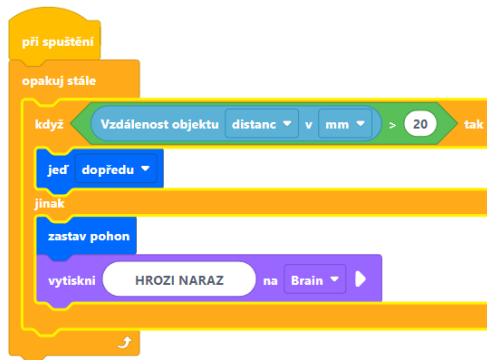 při spuštění
opakuj stále
když Vzdálenost objektu distanc v mm > 20 tak
jeď dopředu
jinak
zastav pohon
vytiskni HROZI NARAZ na Brain